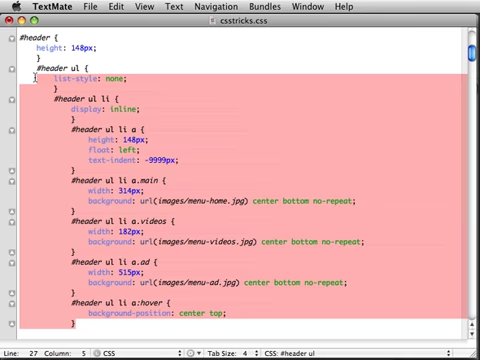 TextMate File Edit View Text Navigation Bundles Window Help
csstricks.css
#header {
height: 148px;
}
#header ul {
list-style: none;
}
#header ul li {
display: inline;
}
#header ul li a {
height: 148px;
float: left;
text-indent: -9999px;
}
#header ul li a.main {
width: 314px;
background: url(images/menu-home.jpg) center bottom no-repeat;
}
#header ul li a.videos {
width: 182px;
background: url(images/menu-videos.jpg) center bottom no-repeat;
}
#header ul li a.ad {
width: 515px;
background: url(images/menu-ad.jpg) center bottom no-repeat;
}
#header ul li a:hover {
background-position: center top;
}
Line: 27 Column: 5 CSS Tab Size: 4 CSS: #header ul